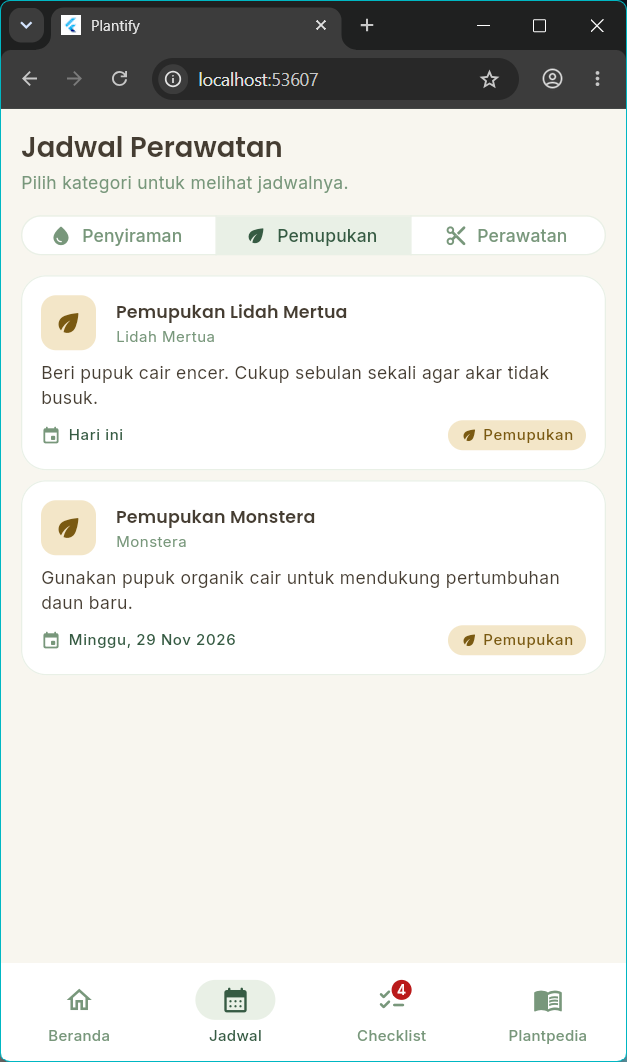 Plantify
localhost:53607
Jadwal Perawatan
Pilih kategori untuk melihat jadwalnya.
Penyiraman
Pemupukan
Perawatan
Pemupukan Lidah Mertua
Lidah Mertua
Beri pupuk cair encer. Cukup sebulan sekali agar akar tidak
busuk.
Hari ini
Pemupukan
Pemupukan Monstera
Monstera
Gunakan pupuk organik cair untuk mendukung pertumbuhan
daun baru.
Minggu, 29 Nov 2026
Pemupukan
4
Beranda
Jadwal
Checklist
Plantpedia